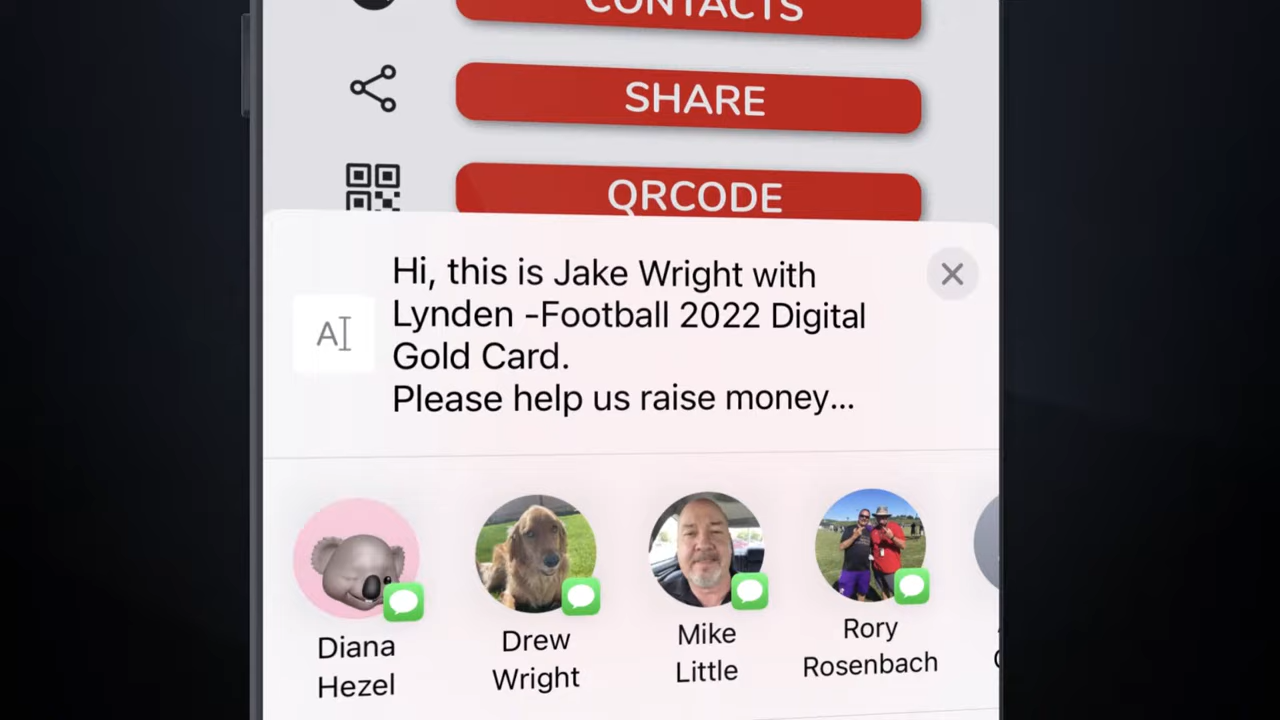 CONTACTS
SHARE
QRCODE
Hi, this is Jake Wright with
Lynden -Football 2022 Digital
Gold Card.
Please help us raise money...
Diana
Hezel
Drew
Wright
Mike
Little
Rory
Rosenbach